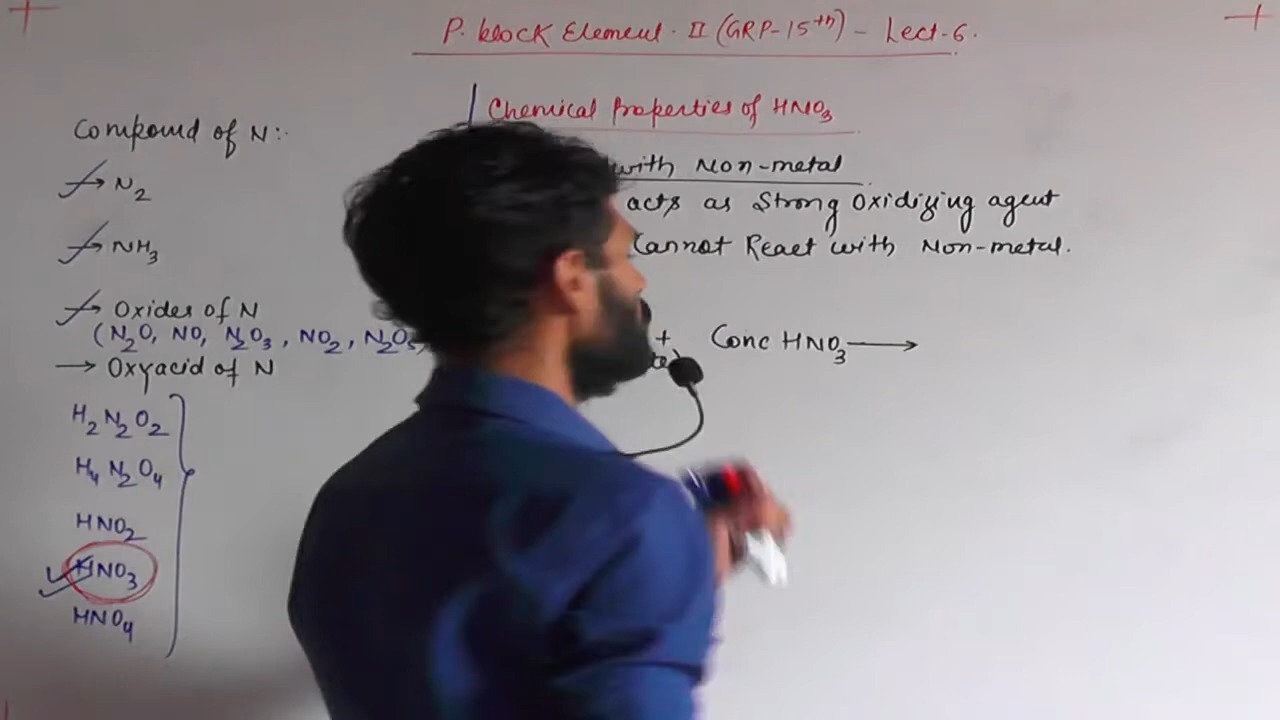 P. block Element. II (GRP-15th) - Lect-6.
Compound of N:-
→ N2
→ NH3
→ Oxides of N
(N2O, NO, N2O3, NO2, N2O5
→ Oxyacid of N
H2N2O2
H4N2O4
HNO2
HNO3
HNO4
Chemical Properties of HNO3
with Non-metal
acts as Strong Oxidizing agent
Cannot React with Non-metal.
+ Conc HNO3 →